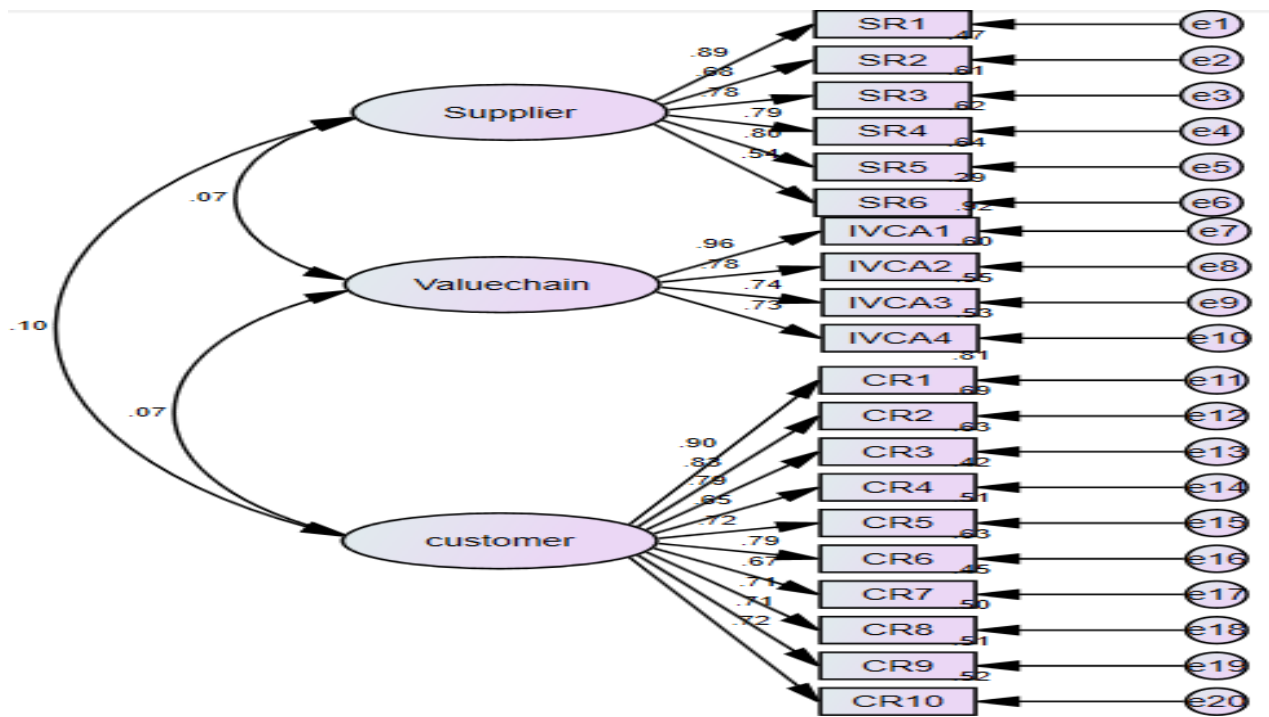 SR1
e1
.89
.47
SR2
e2
.68
.61
SR3
e3
.78
.62
Supplier
SR4
e4
.79
.64
SR5
e5
.80
.29
.54
SR6
e6
.92
.07
IVCA1
e7
.96
.60
IVCA2
e8
.78
.55
Valuechain
IVCA3
e9
.74
.53
.73
IVCA4
e10
.10
.81
CR1
e11
.69
.07
CR2
e12
.63
.90
CR3
e13
.83
.42
.79
CR4
e14
.65
.51
.72
CR5
e15
.63
customer
.79
CR6
e16
.67
.45
CR7
e17
.71
.50
.71
CR8
e18
.72
.51
CR9
e19
.52
CR10
e20